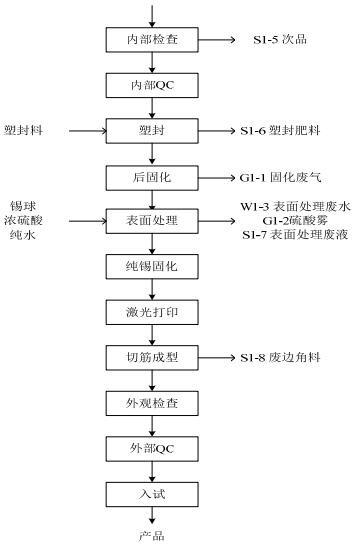 内部检查
S1-5次品
内部QC
塑封料
塑封
S1-6塑封肥料
后固化
G1-1固化废气
锡球
浓硫酸
纯水
表面处理
W1-3表面处理废水
G1-2硫酸雾
S1-7表面处理废液
纯锡固化
激光打印
切筋成型
S1-8废边角料
外观检查
外部QC
入试
产品